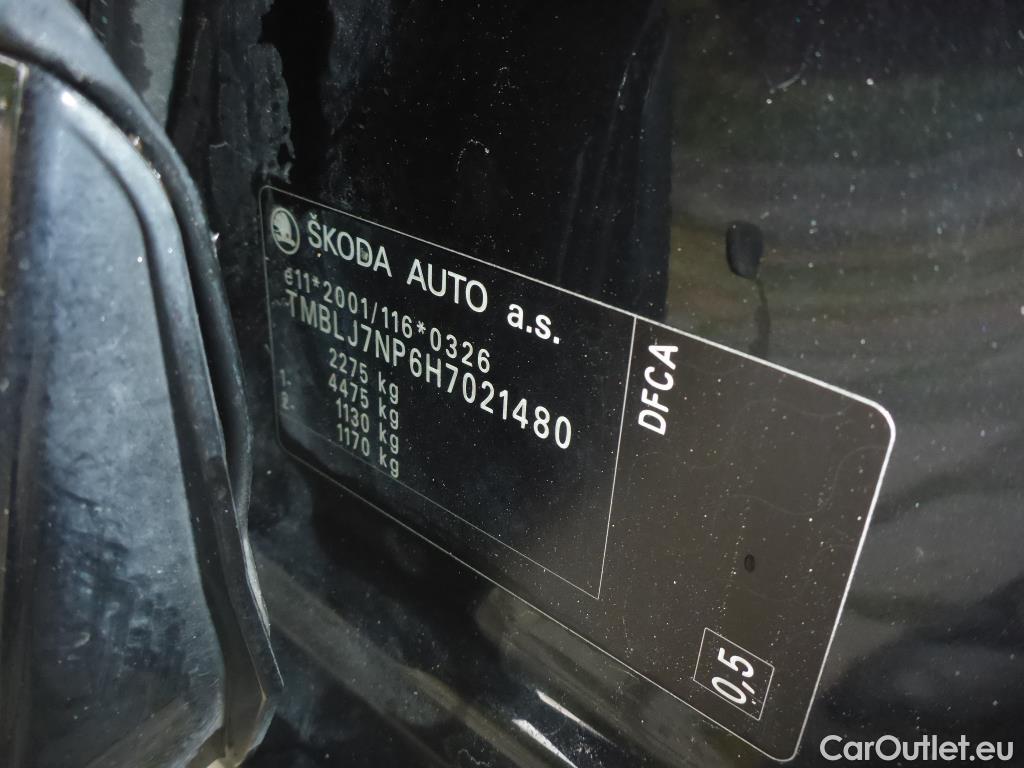 ŠKODA AUTO a.s.
e11*2001/116*0326
TMBLJ7NP6H7021480
2275 kg
4475 kg
1. 1130 kg
2. 1170 kg
DFCA
0,5
CarOutlet.eu